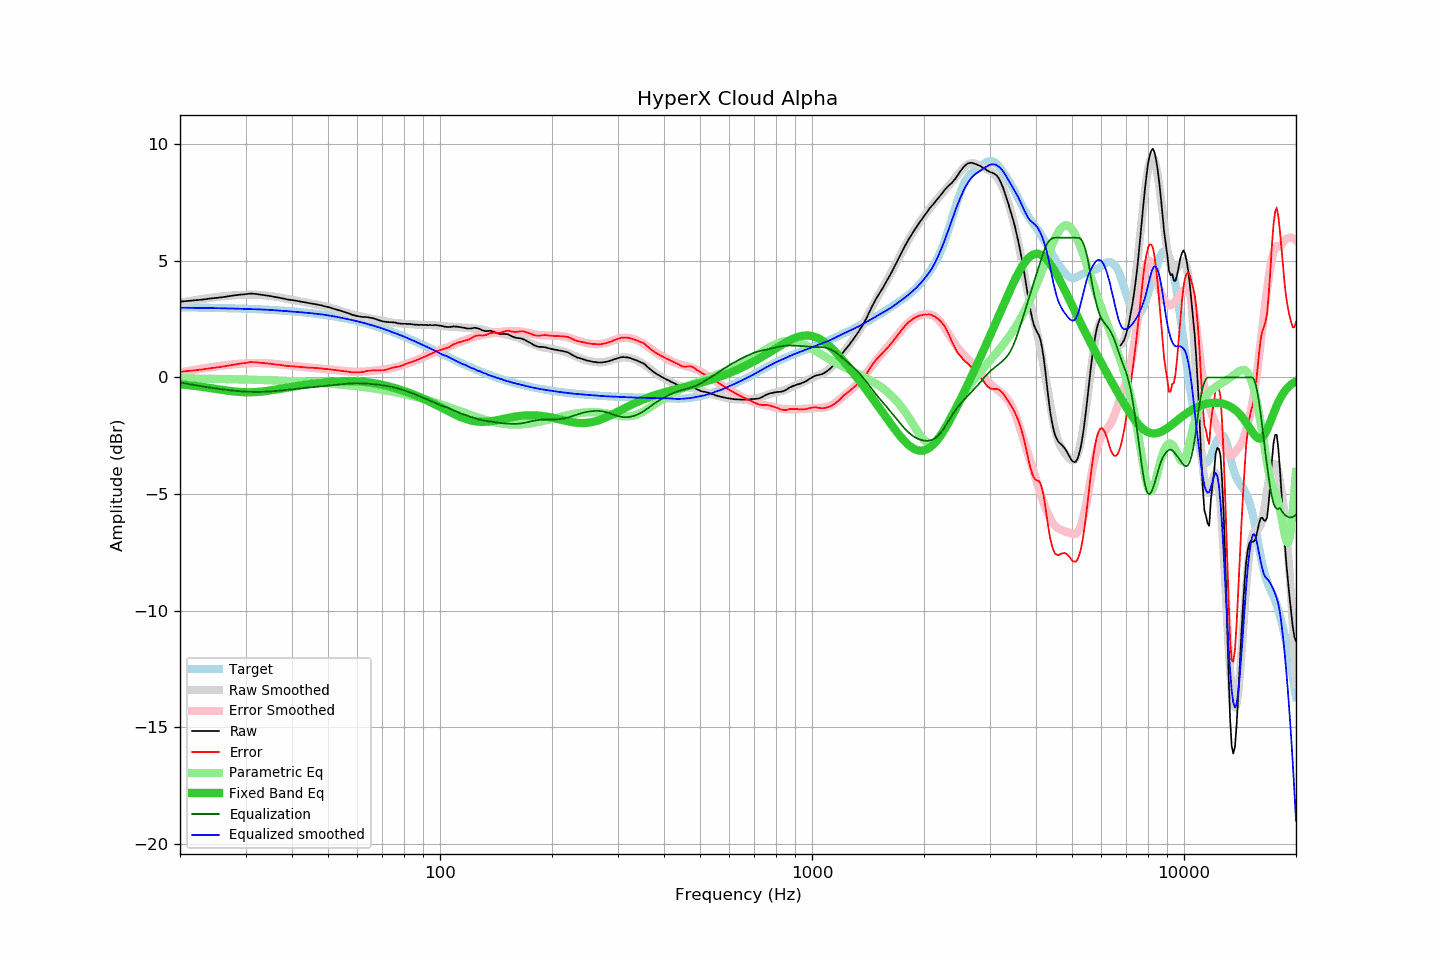 HyperX Cloud Alpha
10
5
0
−5
−10
−15
−20
Amplitude (dBr)
Target
Raw Smoothed
Error Smoothed
Raw
Error
Parametric Eq
Fixed Band Eq
Equalization
Equalized smoothed
100
1000
10000
Frequency (Hz)